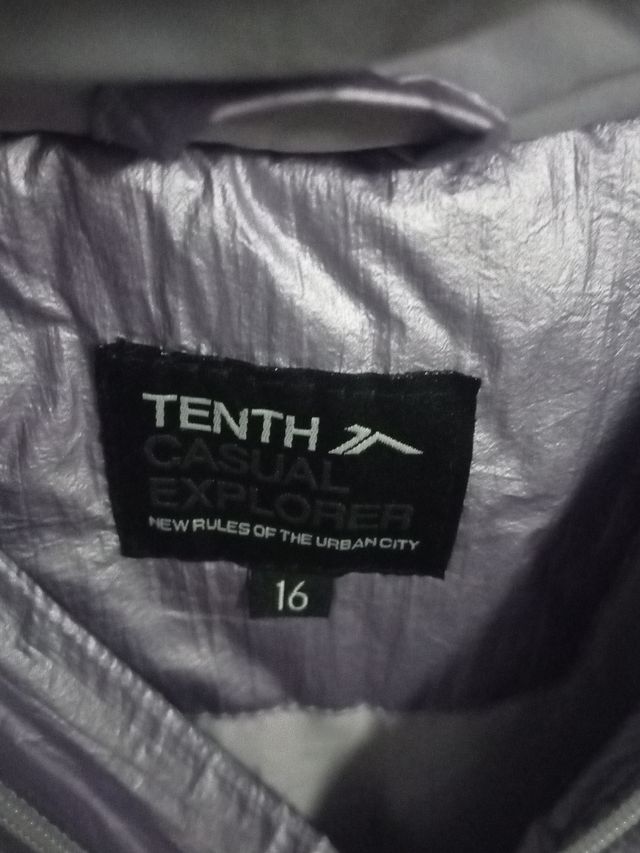 TENTH
CASUAL
EXPLORER
NEW RULES OF THE URBAN CITY
16